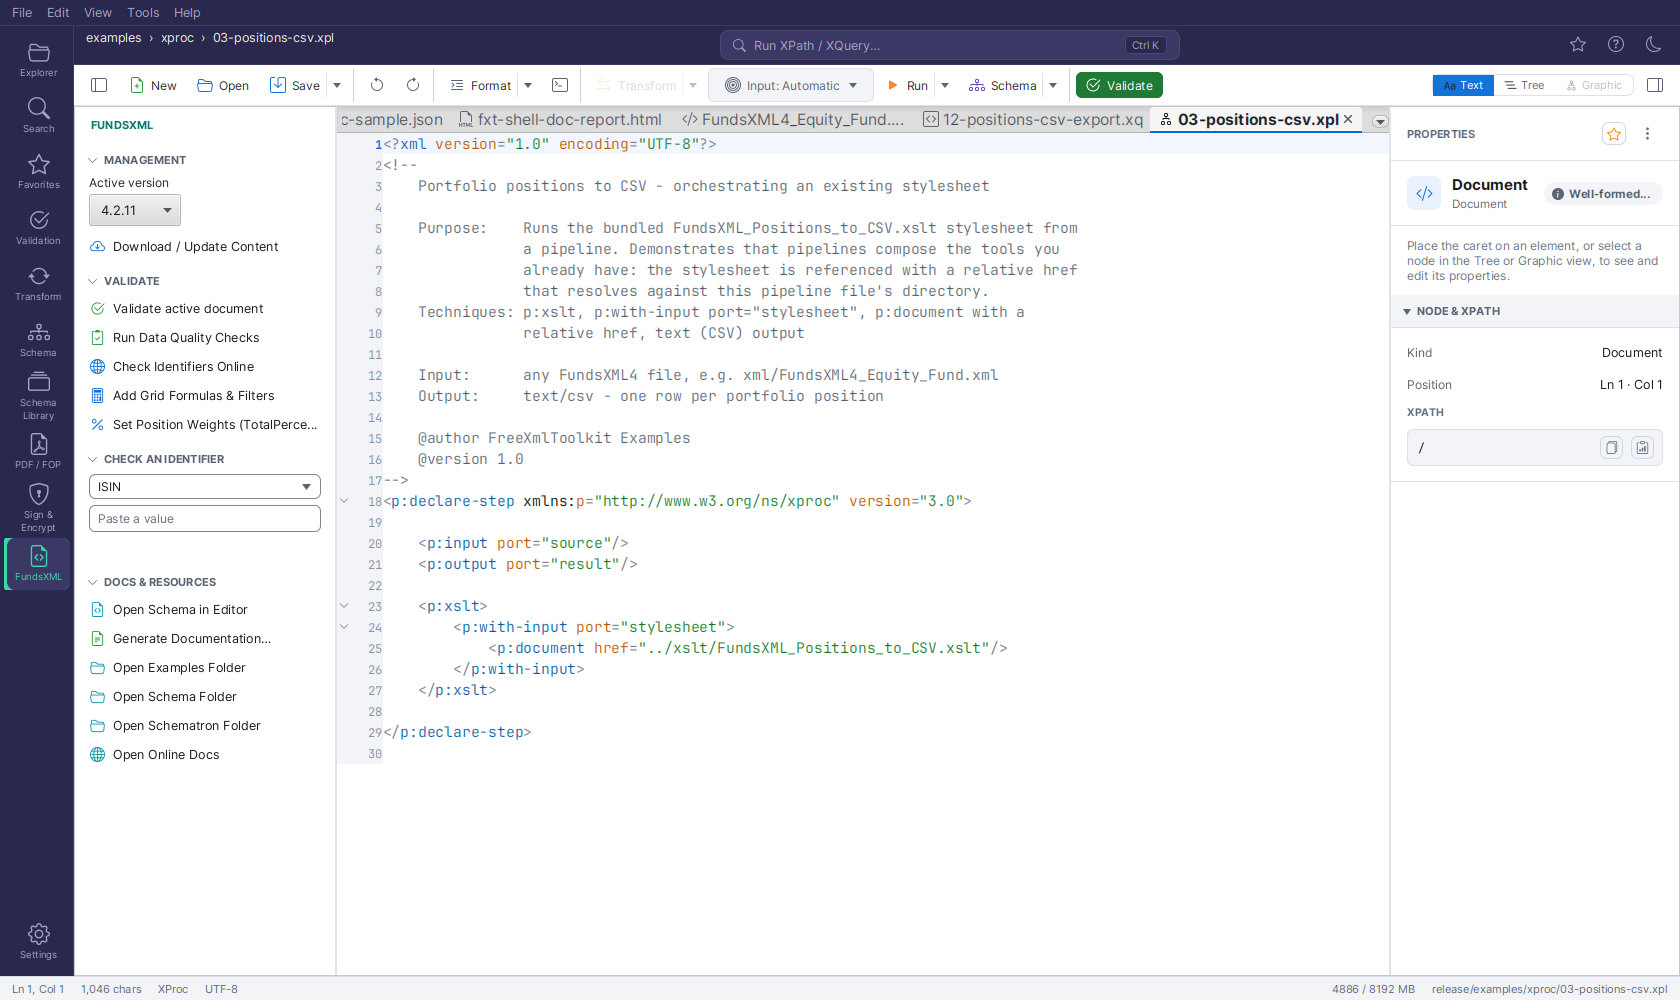 File Edit View Tools Help
examples › xproc › 03-positions-csv.xpl
Run XPath / XQuery... Ctrl K
New Open Save Format Transform Input: Automatic Run Schema Validate Aa Text Tree Graphic
Explorer
Search
Favorites
Validation
Transform
Schema
Schema
Library
PDF / FOP
Sign &
Encrypt
FundsXML
Settings
FUNDSXML
MANAGEMENT
Active version
4.2.11
Download / Update Content
VALIDATE
Validate active document
Run Data Quality Checks
Check Identifiers Online
Add Grid Formulas & Filters
Set Position Weights (TotalPerce...
CHECK AN IDENTIFIER
ISIN
Paste a value
DOCS & RESOURCES
Open Schema in Editor
Generate Documentation...
Open Examples Folder
Open Schema Folder
Open Schematron Folder
Open Online Docs
c-sample.json fxt-shell-doc-report.html FundsXML4_Equity_Fund.... 12-positions-csv-export.xq 03-positions-csv.xpl
1 <?xml version="1.0" encoding="UTF-8"?>
2 <!--
3     Portfolio positions to CSV - orchestrating an existing stylesheet
4
5     Purpose:    Runs the bundled FundsXML_Positions_to_CSV.xslt stylesheet from
6                 a pipeline. Demonstrates that pipelines compose the tools you
7                 already have: the stylesheet is referenced with a relative href
8                 that resolves against this pipeline file's directory.
9     Techniques: p:xslt, p:with-input port="stylesheet", p:document with a
10                relative href, text (CSV) output
11
12    Input:      any FundsXML4 file, e.g. xml/FundsXML4_Equity_Fund.xml
13    Output:     text/csv - one row per portfolio position
14
15    @author FreeXmlToolkit Examples
16    @version 1.0
17 -->
18 <p:declare-step xmlns:p="http://www.w3.org/ns/xproc" version="3.0">
19
20    <p:input port="source"/>
21    <p:output port="result"/>
22
23    <p:xslt>
24        <p:with-input port="stylesheet">
25            <p:document href="../xslt/FundsXML_Positions_to_CSV.xslt"/>
26        </p:with-input>
27    </p:xslt>
28
29 </p:declare-step>
30
PROPERTIES
Document
Document
Well-formed...
Place the caret on an element, or select a
node in the Tree or Graphic view, to see and
edit its properties.
NODE & XPATH
Kind Document
Position Ln 1 · Col 1
XPATH
/
Ln 1, Col 1 1,046 chars XProc UTF-8 4886 / 8192 MB release/examples/xproc/03-positions-csv.xpl